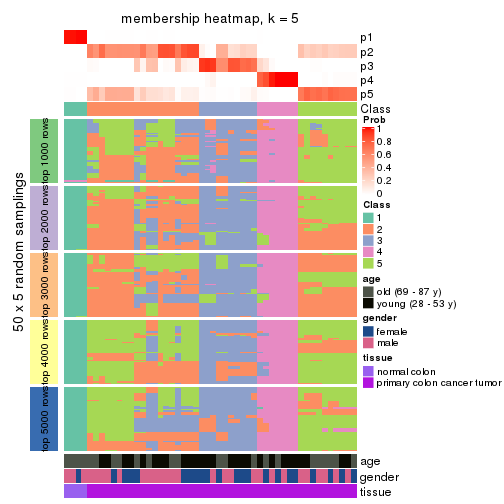 membership heatmap, k = 5
p1
p2
p3
p4
p5
Class
50 x 5 random samplings
top 1000 rows
top 2000 rows
top 3000 rows
top 4000 rows
top 5000 rows
age
gender
tissue
Prob
1
0.8
0.6
0.4
0.2
0
Class
1
2
3
4
5
age
old (69 - 87 y)
young (28 - 53 y)
gender
female
male
tissue
normal colon
primary colon cancer tumor